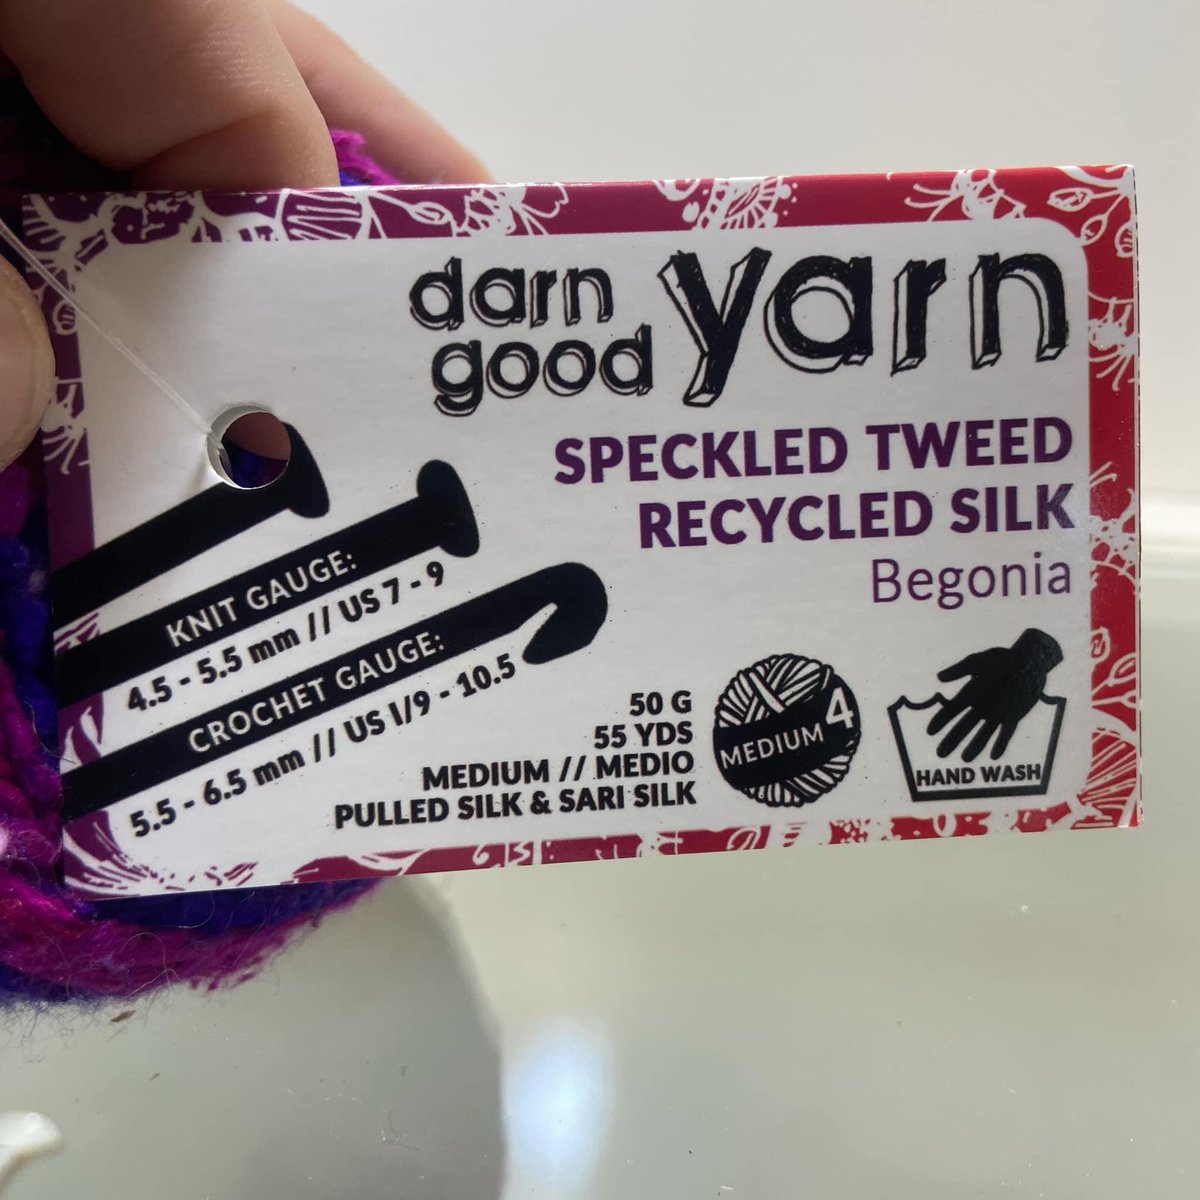 darn good yarn
SPECKLED TWEED
RECYCLED SILK
Begonia
KNIT GAUGE:
4.5 - 5.5 mm // US 7 - 9
CROCHET GAUGE:
5.5 - 6.5 mm // US I/9 - 10.5
50 G
55 YDS
MEDIUM // MEDIO
PULLED SILK & SARI SILK
MEDIUM 4
HAND WASH